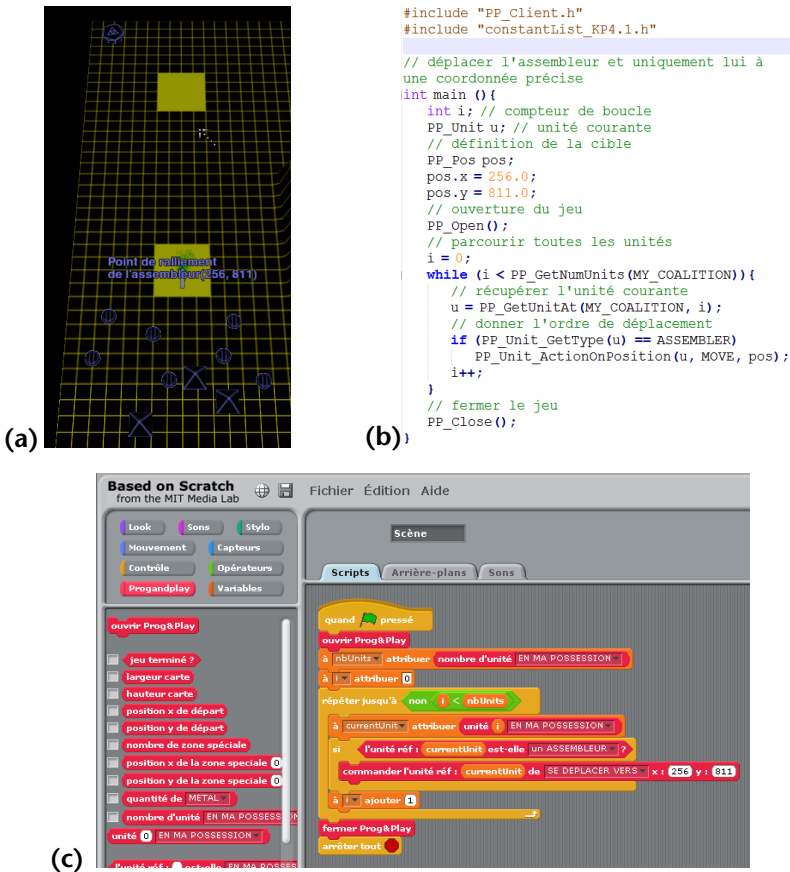 Point de ralliement
de l'assembleur(256, 811)
(a)
#include "PP_Client.h"
#include "constantList_KP4.1.h"
// déplacer l'assembleur et uniquement lui à
une coordonnée précise
int main (){
int i; // compteur de boucle
PP_Unit u; // unité courante
// définition de la cible
PP_Pos pos;
pos.x = 256.0;
pos.y = 811.0;
// ouverture du jeu
PP_Open();
// parcourir toutes les unités
i = 0;
while (i < PP_GetNumUnits(MY_COALITION)){
// récupérer l'unité courante
u = PP_GetUnitAt(MY_COALITION, i);
// donner l'ordre de déplacement
if (PP_Unit_GetType(u) == ASSEMBLER)
PP_Unit_ActionOnPosition(u, MOVE, pos);
i++;
}
// fermer le jeu
PP_Close();
}
(b)
Based on Scratch
from the MIT Media Lab
Fichier Édition Aide
Look Sons Stylo
Mouvement Capteurs
Contrôle Opérateurs
Progandplay Variables
ouvrir Prog&Play
jeu terminé ?
largeur carte
hauteur carte
position x de départ
position y de départ
nombre de zone spéciale
position x de la zone speciale 0
position y de la zone speciale 0
quantité de METAL
nombre d'unité EN MA POSSESSION
unité 0 EN MA POSSESSION
l'unité réf : est-elle EN MA POSSES
Scène
Scripts Arrière-plans Sons
quand pressé
ouvrir Prog&Play
à nbUnits attribuer nombre d'unité EN MA POSSESSION
à i attribuer 0
répéter jusqu'à non i < nbUnits
à currentUnit attribuer unité i EN MA POSSESSION
si l'unité réf : currentUnit est-elle un ASSEMBLEUR ?
commander l'unité réf : currentUnit de SE DEPLACER VERS x : 256 y : 811
à i ajouter 1
fermer Prog&Play
arrêter tout
(c)